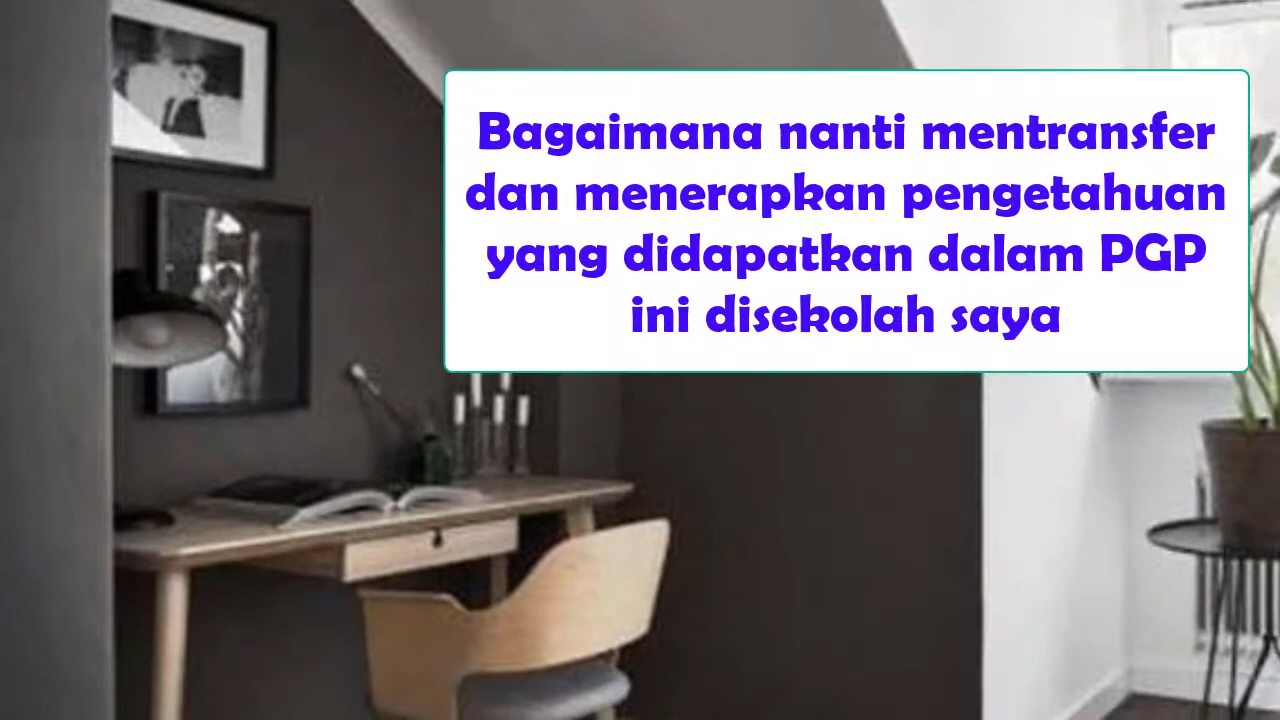 Bagaimana nanti mentransfer
dan menerapkan pengetahuan
yang didapatkan dalam PGP
ini disekolah saya